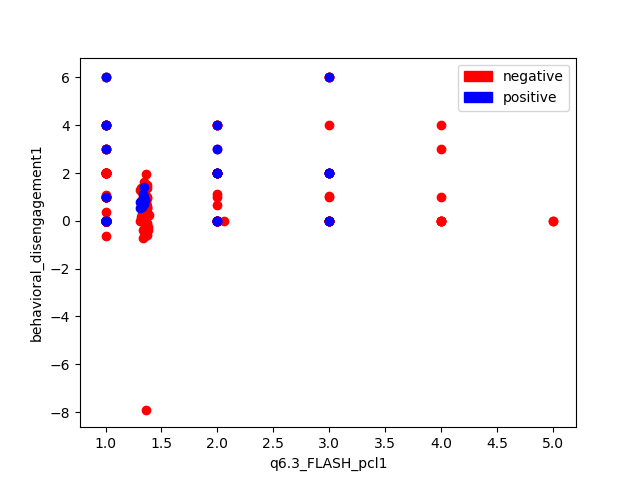 negative
positive
6
4
2
0
−2
−4
−6
−8
behavioral_disengagement1
1.0 1.5 2.0 2.5 3.0 3.5 4.0 4.5 5.0
q6.3_FLASH_pcl1